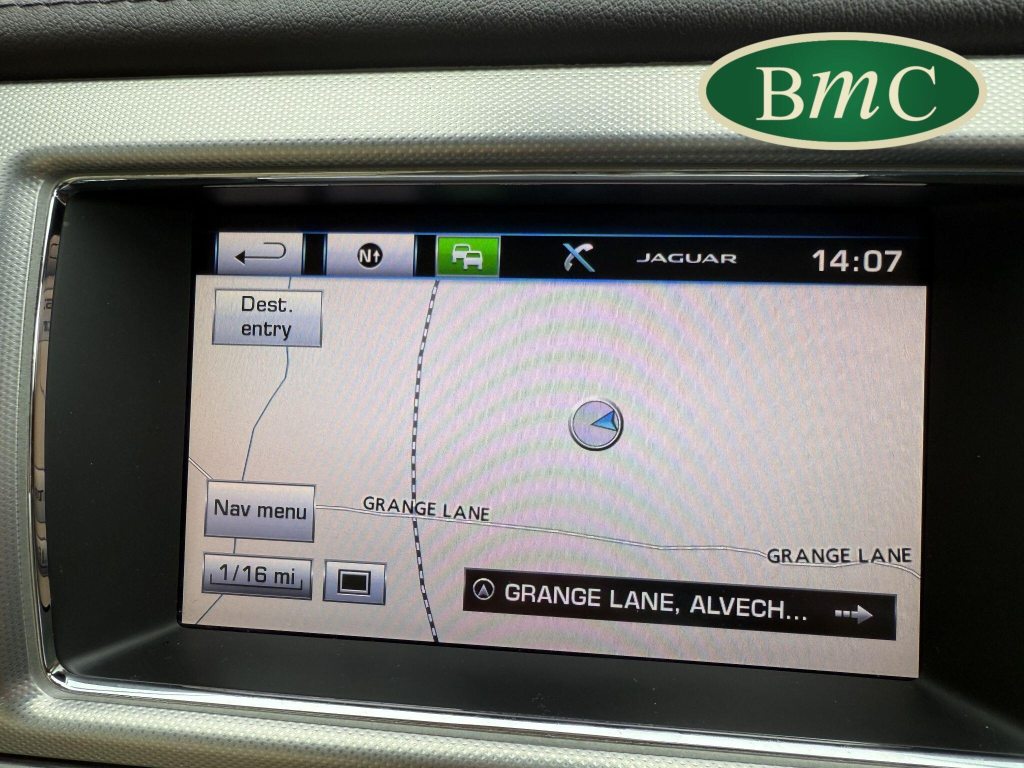 BMC
N
JAGUAR
14:07
Dest.
entry
GRANGE LANE
Nav menu
GRANGE LANE
1/16 mi
GRANGE LANE, ALVECH...